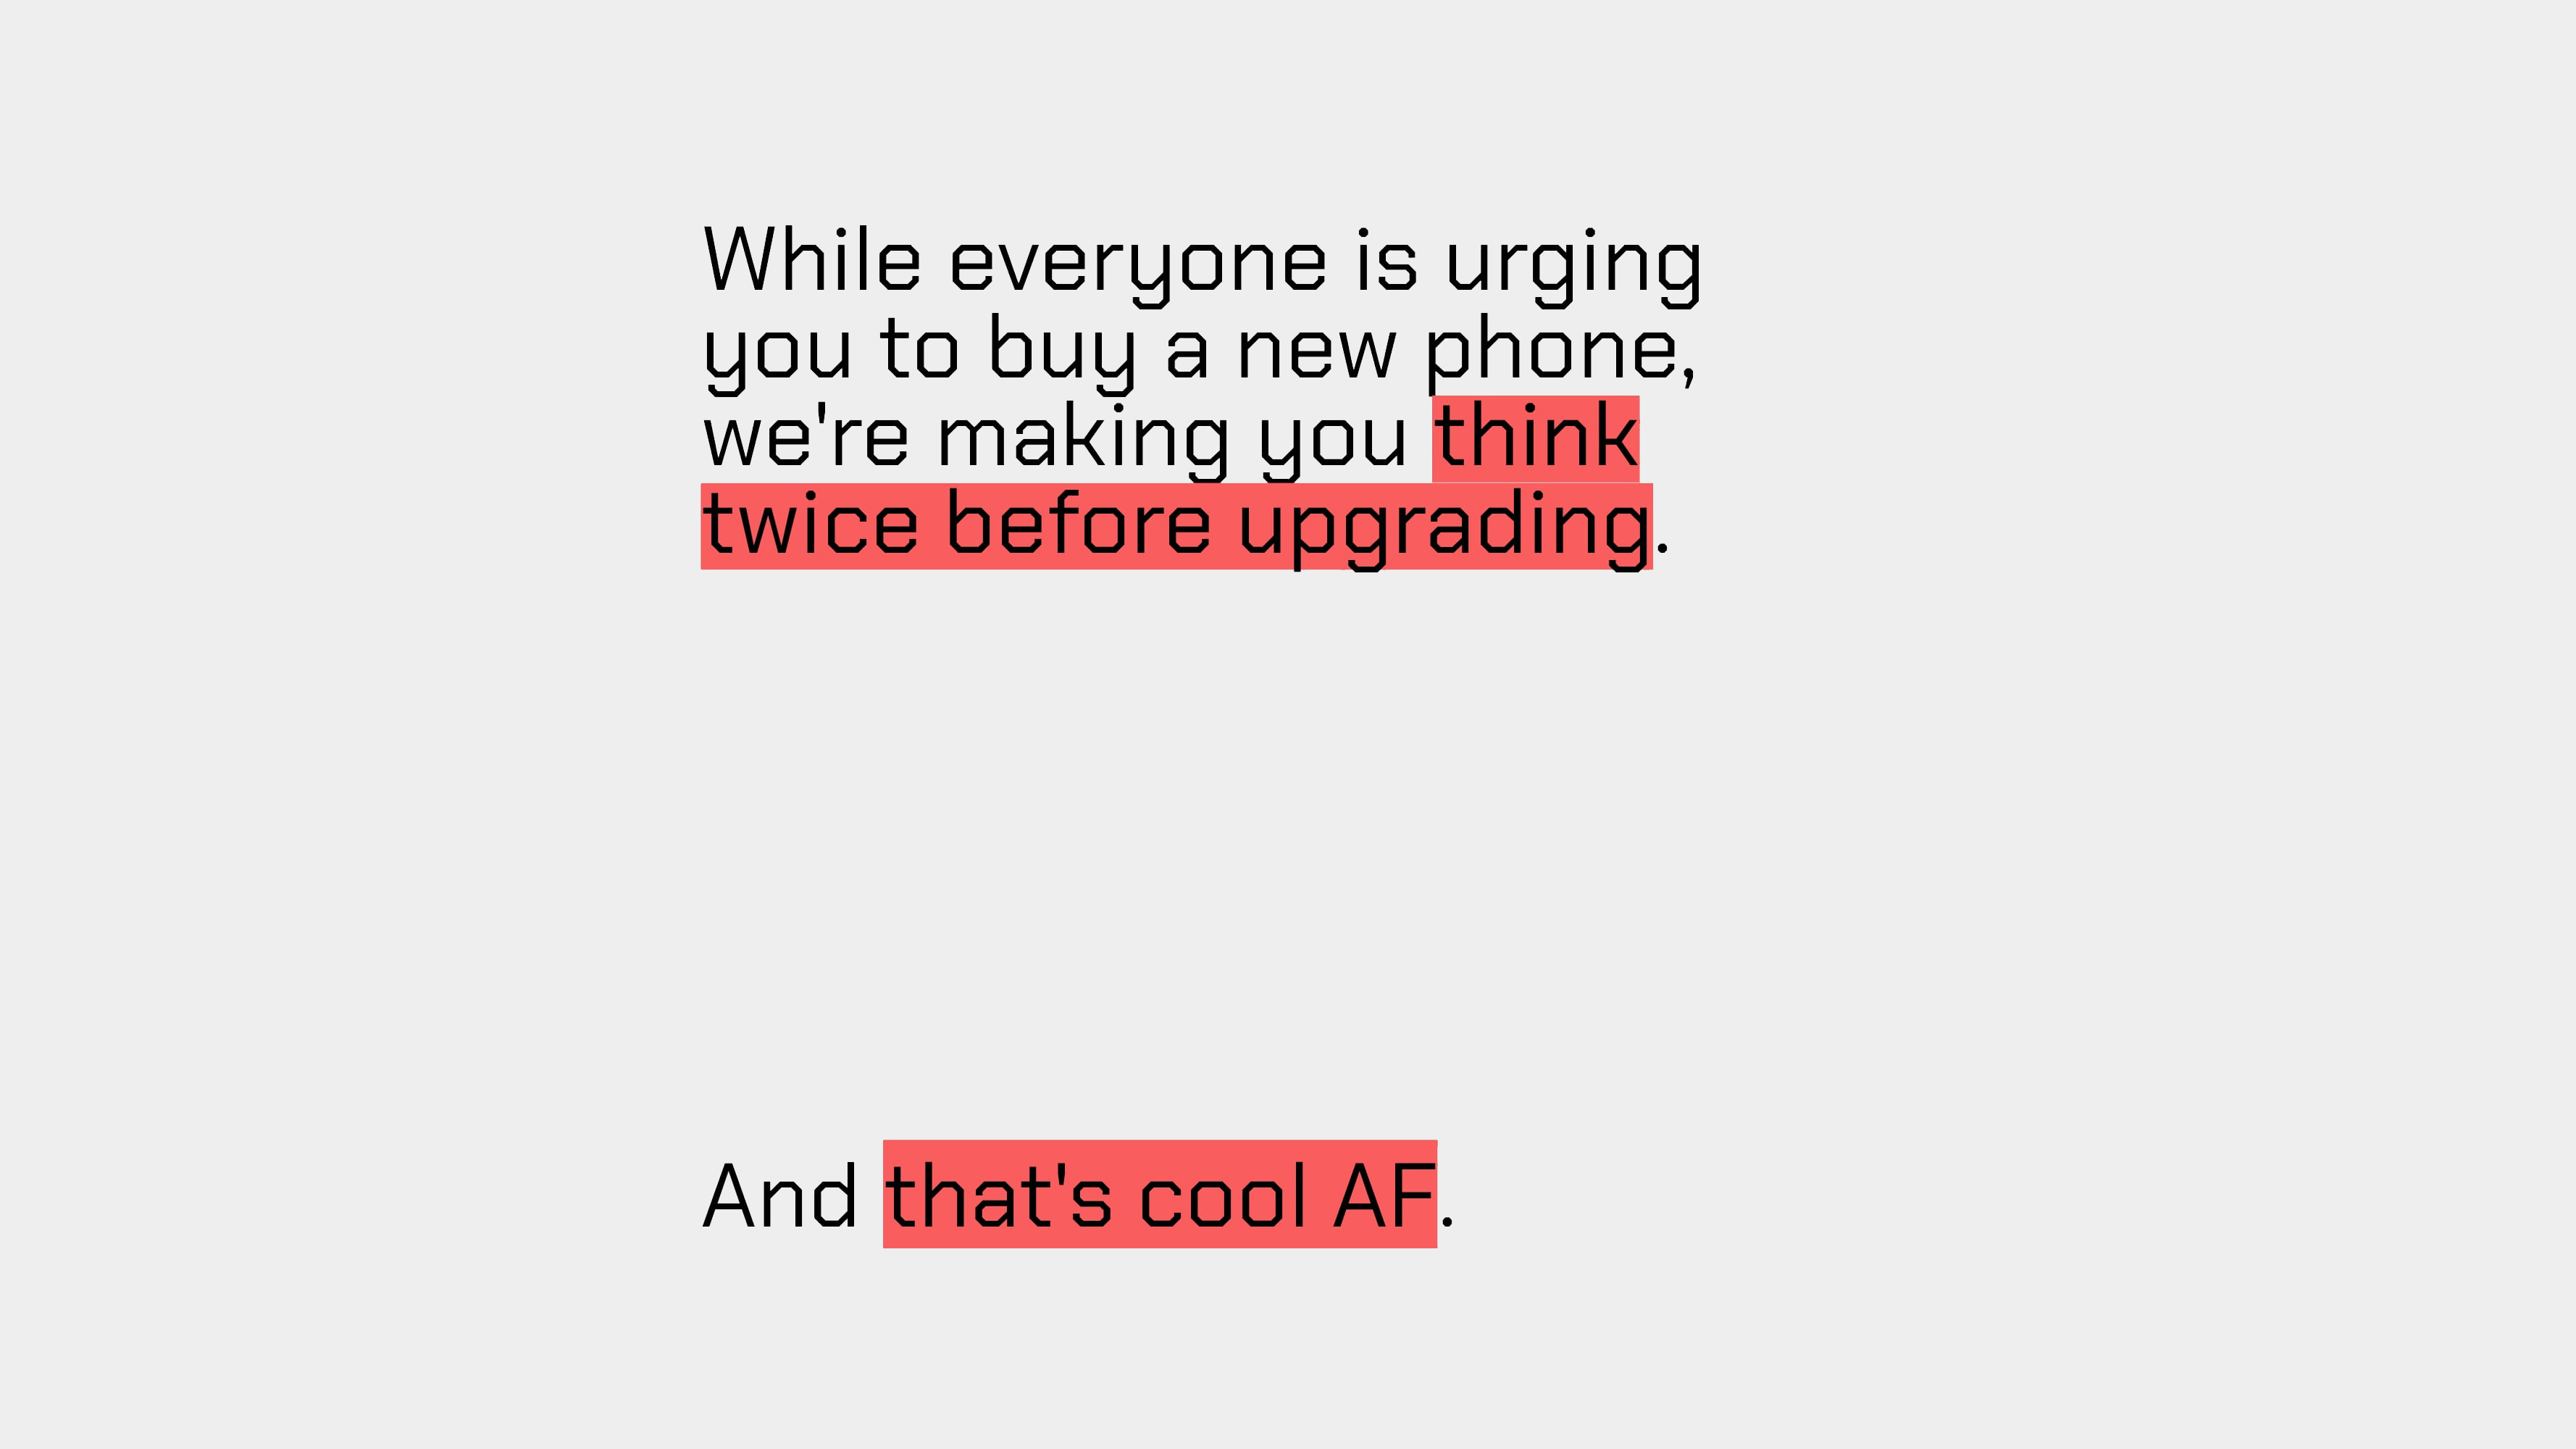 While everyone is urging
you to buy a new phone,
we're making you think
twice before upgrading.
And that's cool AF.